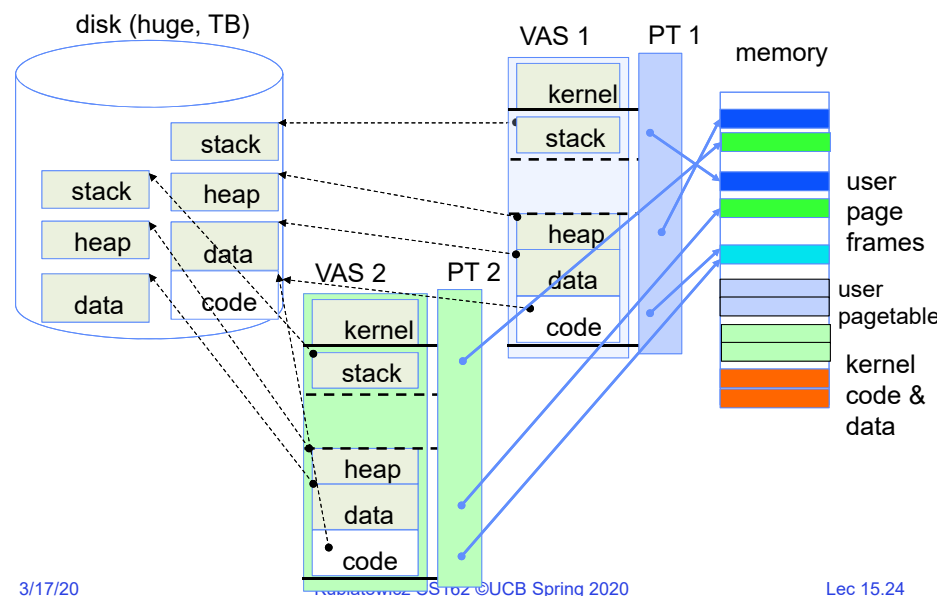 disk (huge, TB)
stack
heap
data
code
stack
heap
data
VAS 1
PT 1
kernel
stack
heap
data
code
VAS 2
PT 2
kernel
stack
heap
data
code
memory
user
page
frames
user
pagetable
kernel
code &
data
3/17/20
Kubiatowicz CS162 ©UCB Spring 2020
Lec 15.24